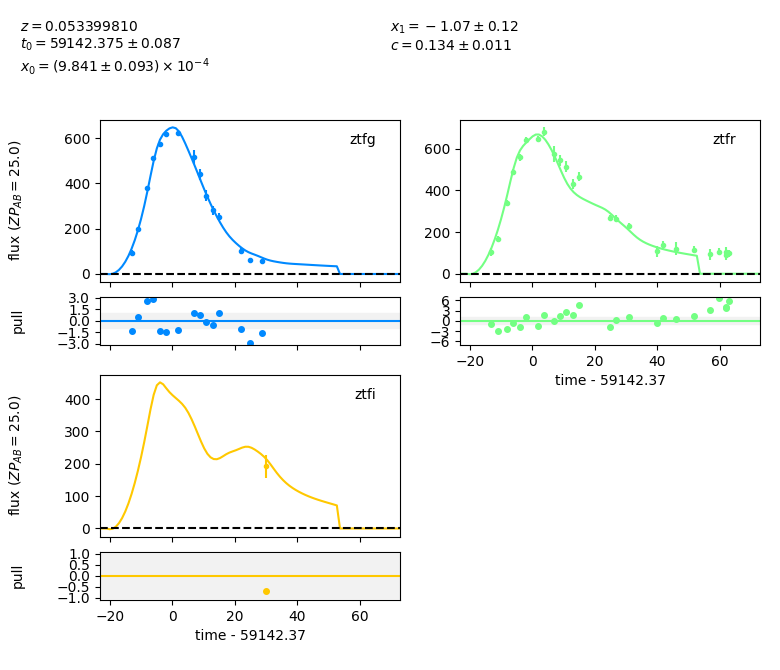 z = 0.053399810
t₀ = 59142.375 ± 0.087
x₀ = (9.841 ± 0.093) × 10⁻⁴
x₁ = −1.07 ± 0.12
c = 0.134 ± 0.011
flux (ZP_AB = 25.0)
600
400
200
0
ztfg
pull
3.0
1.5
0.0
−1.5
−3.0
600
400
200
0
ztfr
6
3
0
−3
−6
−20 0 20 40 60
time - 59142.37
flux (ZP_AB = 25.0)
400
300
200
100
0
ztfi
pull
1.0
0.5
0.0
−0.5
−1.0
−20 0 20 40 60
time - 59142.37